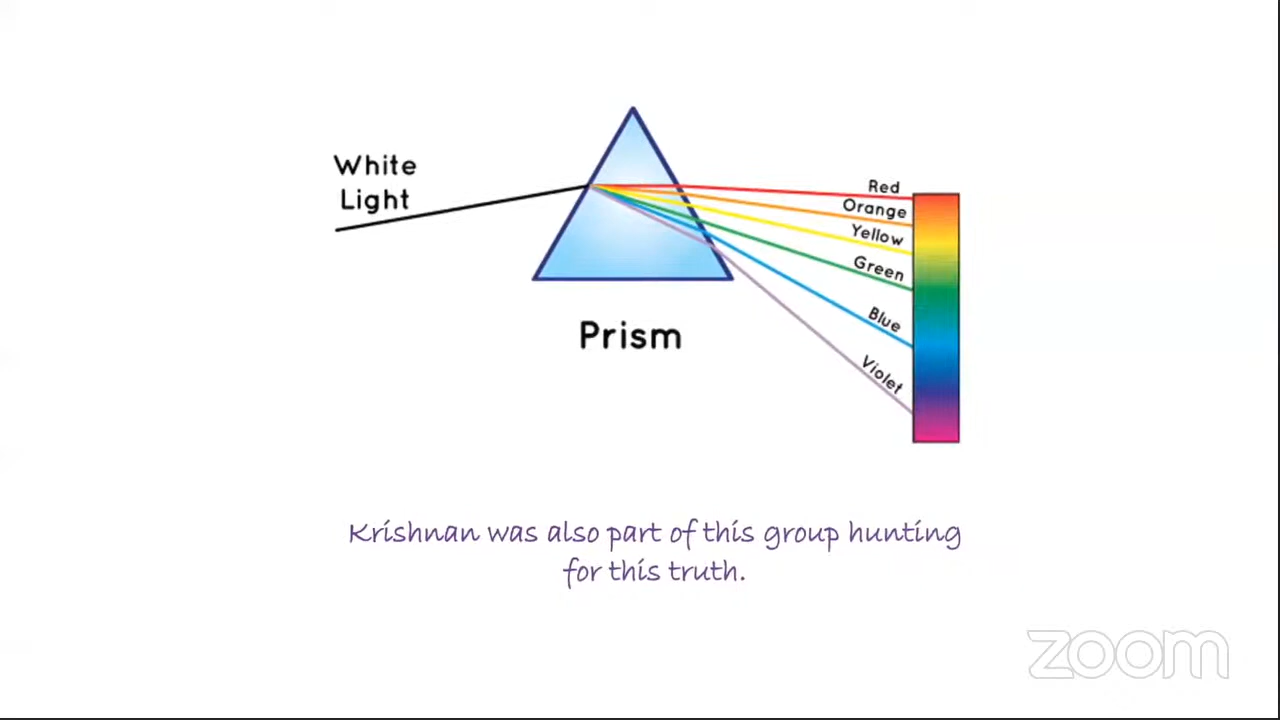 White
Light
Red
Orange
Yellow
Green
Blue
Violet
Prism
Krishnan was also part of this group hunting
for this truth.
zoom